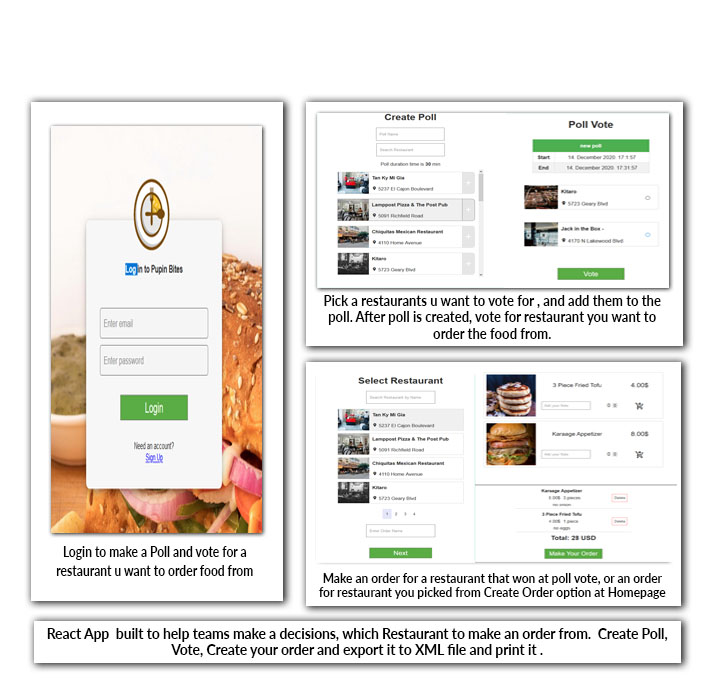 Log in to Pupin Bites
Enter email
Enter password
Login
Need an account?
Sign Up
Login to make a Poll and vote for a
restaurant u want to order food from
Create Poll
Poll Name
Search Restaurant
Poll duration time is 30 min
Tan Ky Mi Gia
5237 El Cajon Boulevard
Lamppost Pizza & The Post Pub
5091 Richfield Road
Chiquitas Mexican Restaurant
4110 Home Avenue
Kitaro
5723 Geary Blvd
Poll Vote
new poll
Start 14. December 2020. 17:1:57
End 14. December 2020. 17:31:57
Kitaro
5723 Geary Blvd
Jack in the Box -
4170 N Lakewood Blvd
Vote
Pick a restaurants u want to vote for , and add them to the
poll. After poll is created, vote for restaurant you want to
order the food from.
Select Restaurant
Search Restaurant by Name
Tan Ky Mi Gia
5237 El Cajon Boulevard
Lamppost Pizza & The Post Pub
5091 Richfield Road
Chiquitas Mexican Restaurant
4110 Home Avenue
Kitaro
5723 Geary Blvd
1 2 3 4
Enter Order Name
Next
3 Piece Fried Tofu 4.00$
Add your Note
Karaage Appetizer 8.00$
Add your Note
Karaage Appetizer
8.00$ 3 pieces
no onion
Delete
3 Piece Fried Tofu
4.00$ 1 piece
no eggs
Delete
Total: 28 USD
Make Your Order
Make an order for a restaurant that won at poll vote, or an order
for restaurant you picked from Create Order option at Homepage
React App built to help teams make a decisions, which Restaurant to make an order from. Create Poll,
Vote, Create your order and export it to XML file and print it .